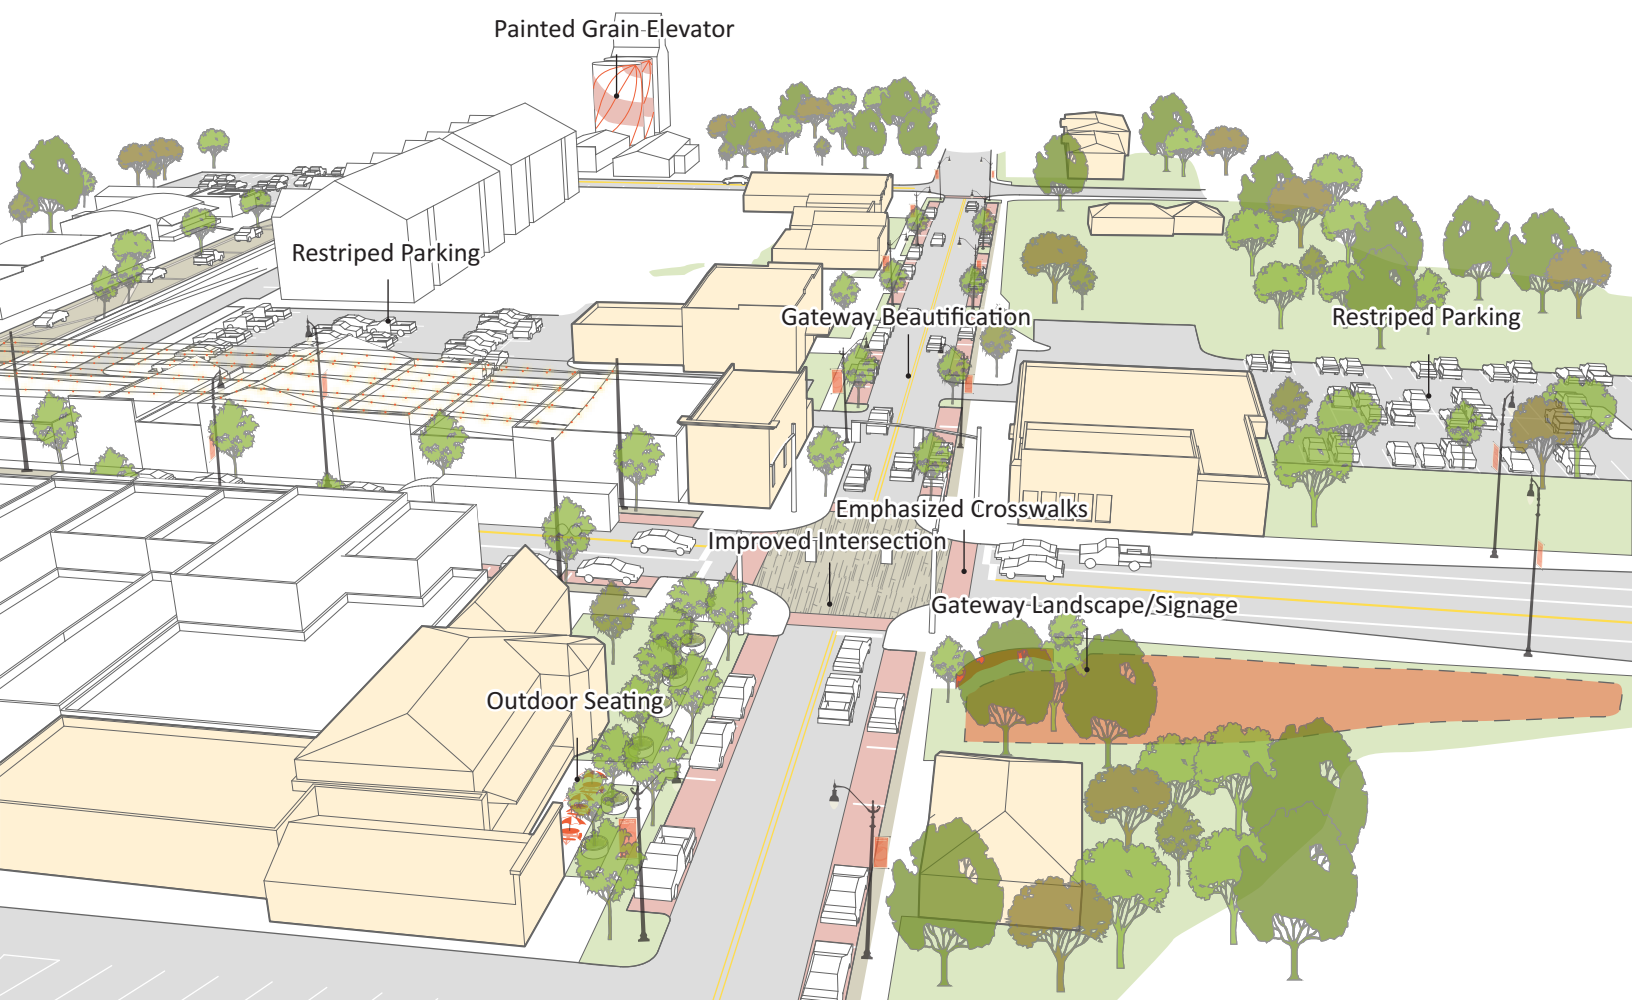 Painted Grain Elevator
Restriped Parking
Gateway Beautification
Restriped Parking
Emphasized Crosswalks
Improved Intersection
Gateway Landscape/Signage
Outdoor Seating